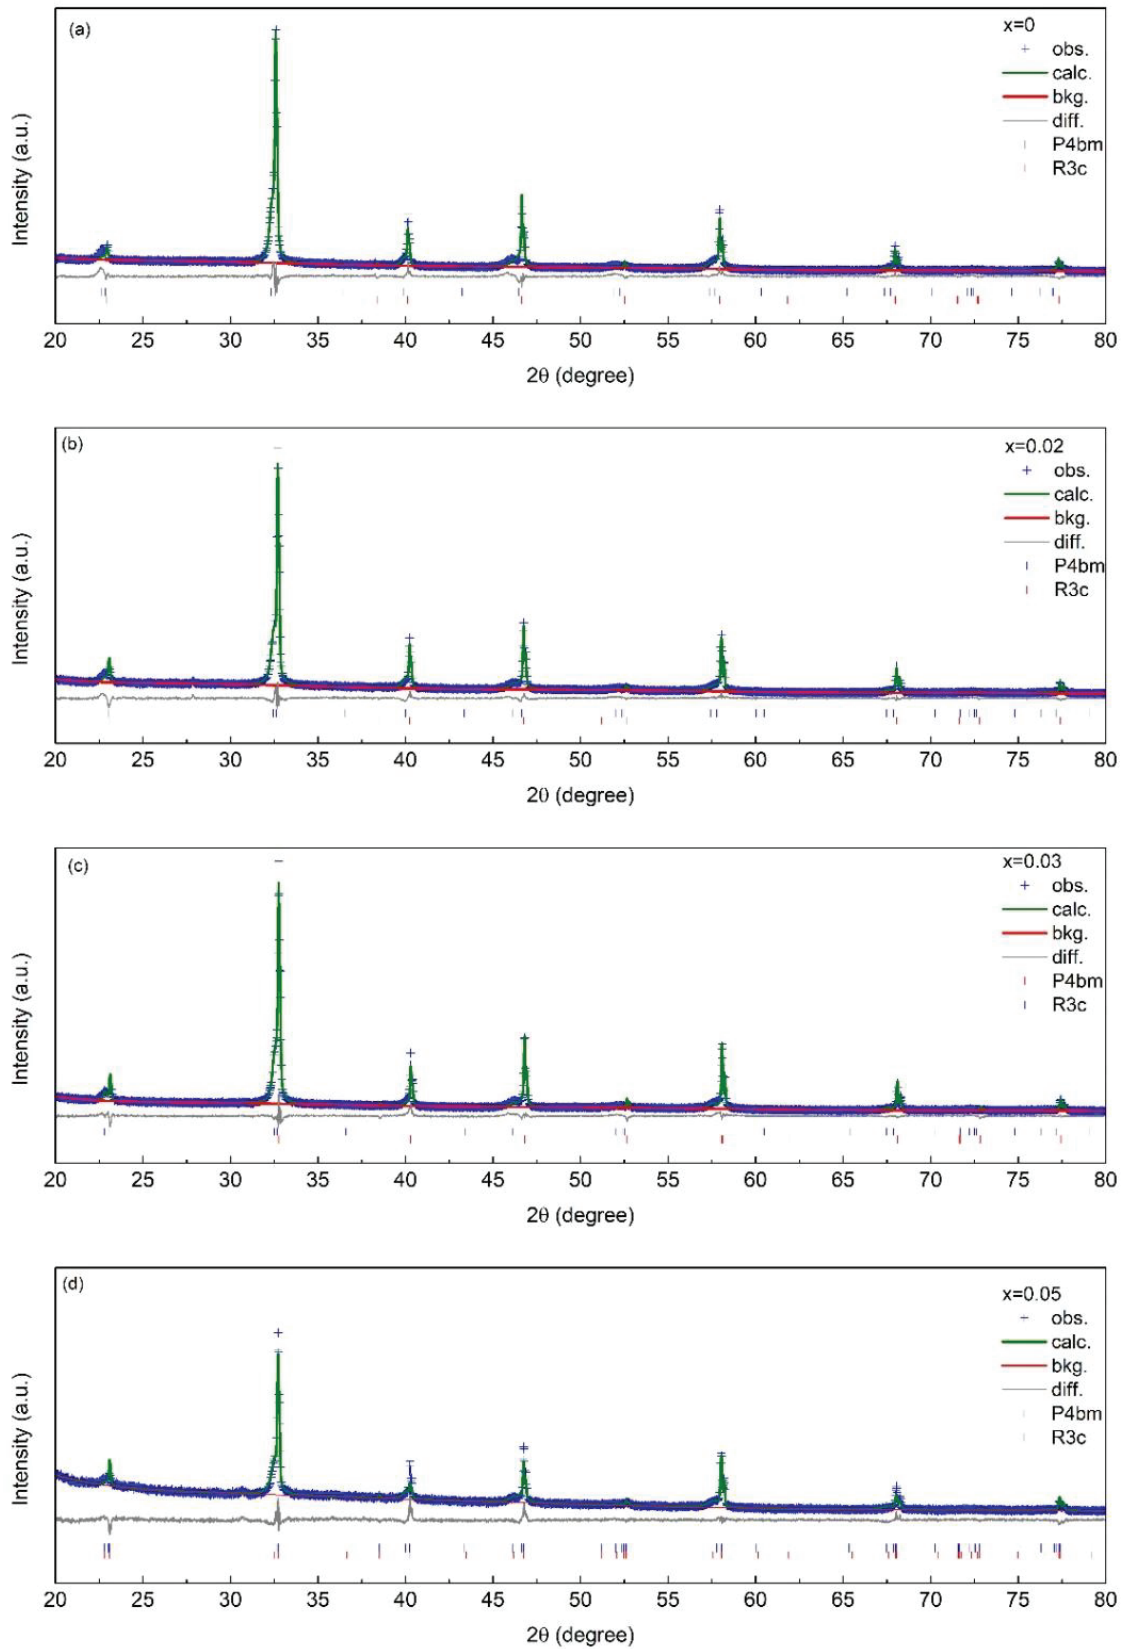 (a)
x=0
obs.
calc.
bkg.
diff.
P4bm
R3c
Intensity (a.u.)
20 25 30 35 40 45 50 55 60 65 70 75 80
2θ (degree)
(b)
x=0.02
obs.
calc.
bkg.
diff.
P4bm
R3c
Intensity (a.u.)
20 25 30 35 40 45 50 55 60 65 70 75 80
2θ (degree)
(c)
x=0.03
obs.
calc.
bkg.
diff.
P4bm
R3c
Intensity (a.u.)
20 25 30 35 40 45 50 55 60 65 70 75 80
2θ (degree)
(d)
x=0.05
obs.
calc.
bkg.
diff.
P4bm
R3c
Intensity (a.u.)
20 25 30 35 40 45 50 55 60 65 70 75 80
2θ (degree)